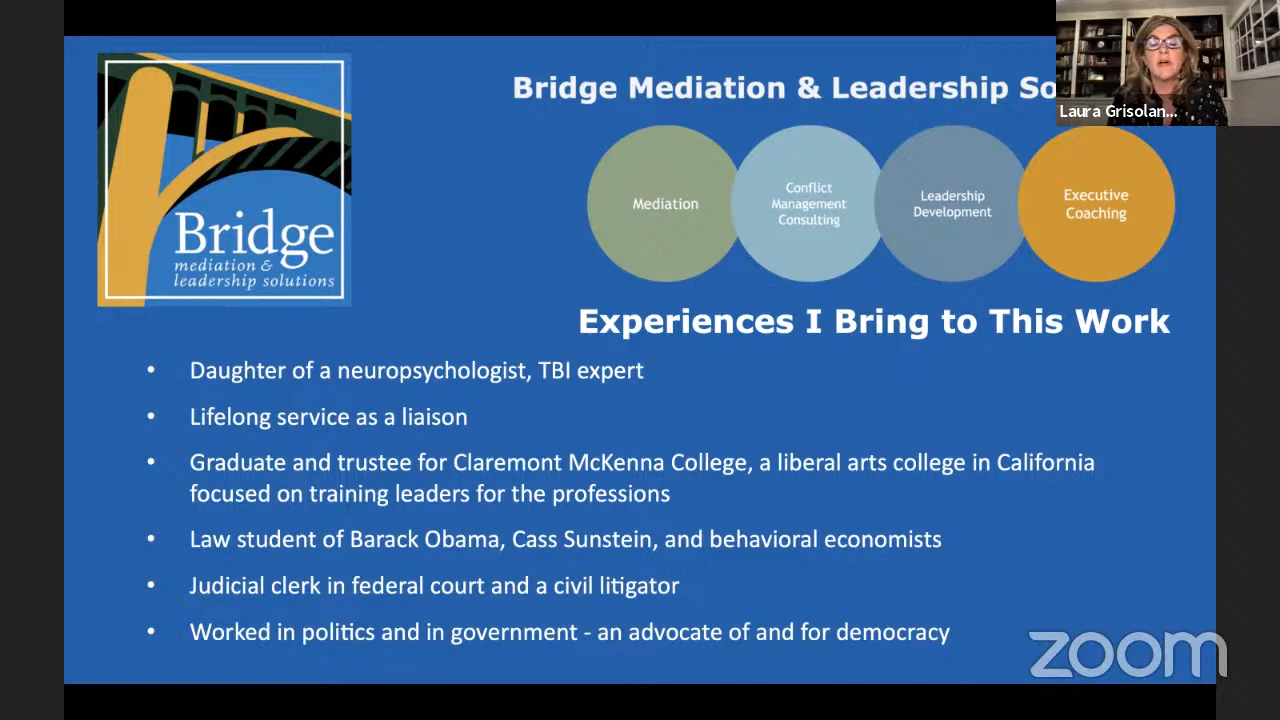 Bridge Mediation & Leadership So
Laura Grisolan...
Bridge
mediation &
leadership solutions
Mediation
Conflict
Management
Consulting
Leadership
Development
Executive
Coaching
Experiences I Bring to This Work
• Daughter of a neuropsychologist, TBI expert
• Lifelong service as a liaison
• Graduate and trustee for Claremont McKenna College, a liberal arts college in California
focused on training leaders for the professions
• Law student of Barack Obama, Cass Sunstein, and behavioral economists
• Judicial clerk in federal court and a civil litigator
• Worked in politics and in government - an advocate of and for democracy
zoom